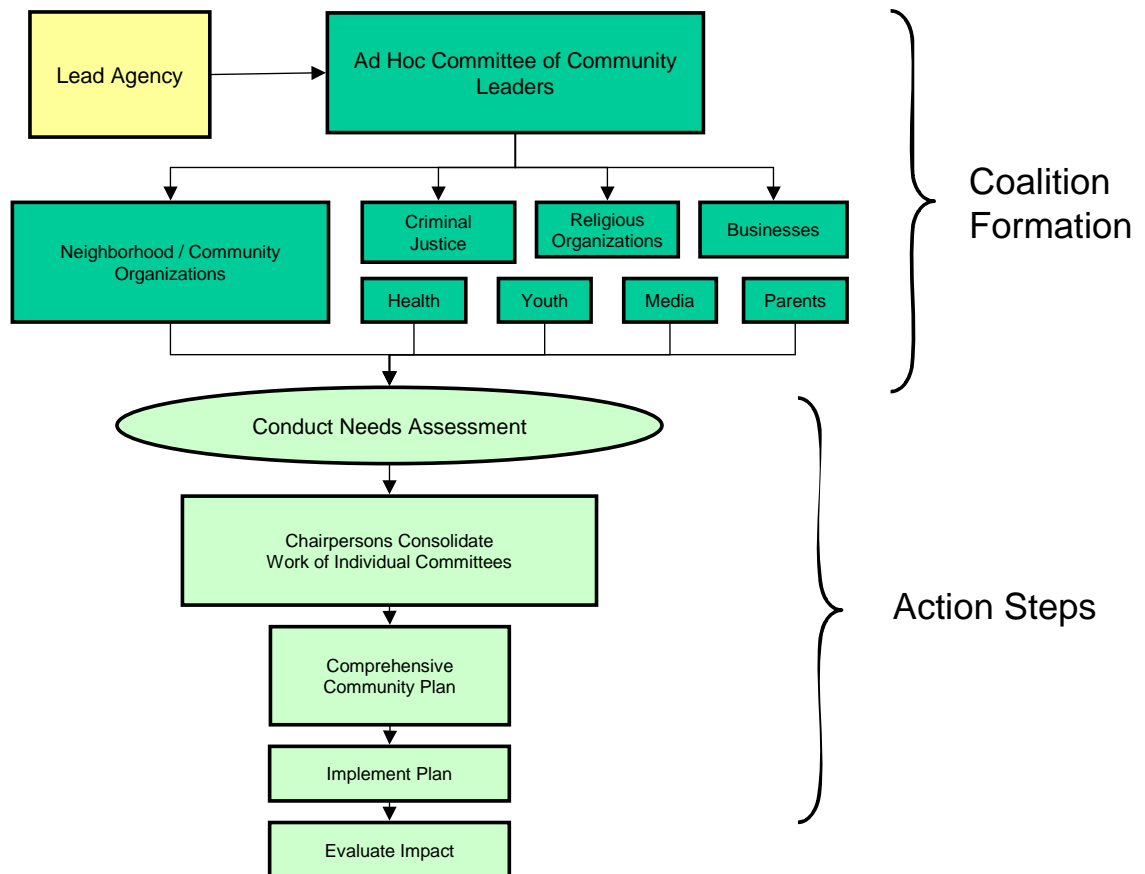 Lead Agency
Ad Hoc Committee of Community
Leaders
Coalition
Formation
Neighborhood / Community
Organizations
Criminal
Justice
Religious
Organizations
Businesses
Health
Youth
Media
Parents
Conduct Needs Assessment
Chairpersons Consolidate
Work of Individual Committees
Action Steps
Comprehensive
Community Plan
Implement Plan
Evaluate Impact